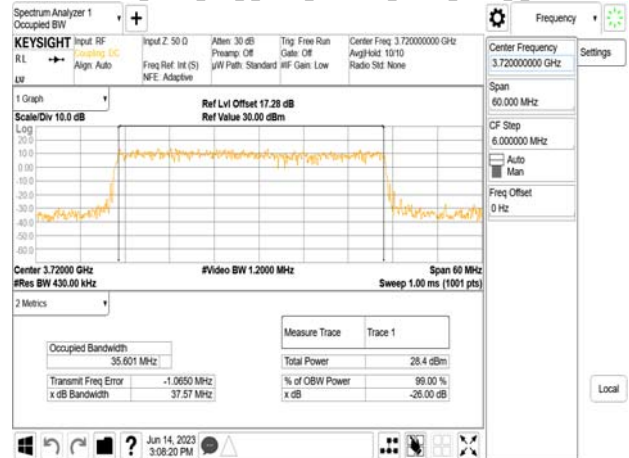 Spectrum Analyzer 1
Occupied BW
+
Frequency
KEYSIGHT
Input: RF
Coupling: DC
Align: Auto
Input Z: 50 Ω
Freq Ref: Int (S)
NFE: Adaptive
Atten: 30 dB
Preamp: Off
µW Path: Standard
Trig: Free Run
Gate: Off
#IF Gain: Low
Center Freq: 3.720000000 GHz
Avg|Hold: 10/10
Radio Std: None
RL
LU
Center Frequency
3.720000000 GHz
Settings
Span
60.000 MHz
CF Step
6.000000 MHz
Auto
Man
Freq Offset
0 Hz
Local
1 Graph
Scale/Div 10.0 dB
Ref Lvl Offset 17.28 dB
Ref Value 30.00 dBm
Log
20.0
10.0
0.00
-10.0
-20.0
-30.0
-40.0
-50.0
-60.0
Center 3.72000 GHz
#Video BW 1.2000 MHz
Span 60 MHz
#Res BW 430.00 kHz
Sweep 1.00 ms (1001 pts)
2 Metrics
Measure Trace Trace 1
Occupied Bandwidth
35.601 MHz
Total Power 28.4 dBm
Transmit Freq Error -1.0650 MHz
% of OBW Power 99.00 %
x dB Bandwidth 37.57 MHz
x dB -26.00 dB
?
Jun 14, 2023
3:08:20 PM